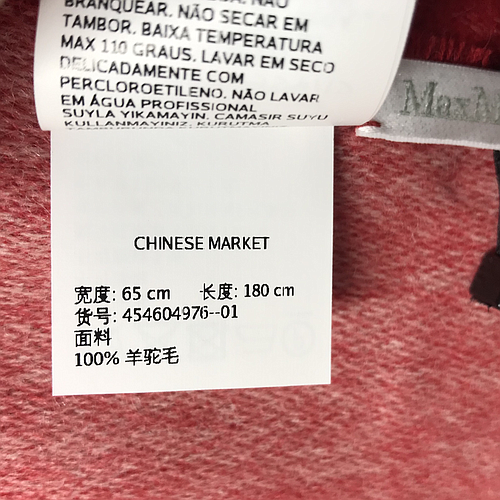 BRANQUEAR. NÃO SECAR EM
TAMBOR. BAIXA TEMPERATURA
MAX 110 GRAUS. LAVAR EM SECO
DELICADAMENTE COM
PERCLOROETILENO. NÃO LAVAR
EM ÁGUA PROFISSIONAL
SUYLA YIKAMAYIN, CAMASIR SUYU
KULLANMAYINIZ, KURUTMA
MaxM
CHINESE MARKET
宽度: 65 cm 长度: 180 cm
货号: 454604976--01
面料
100% 羊驼毛